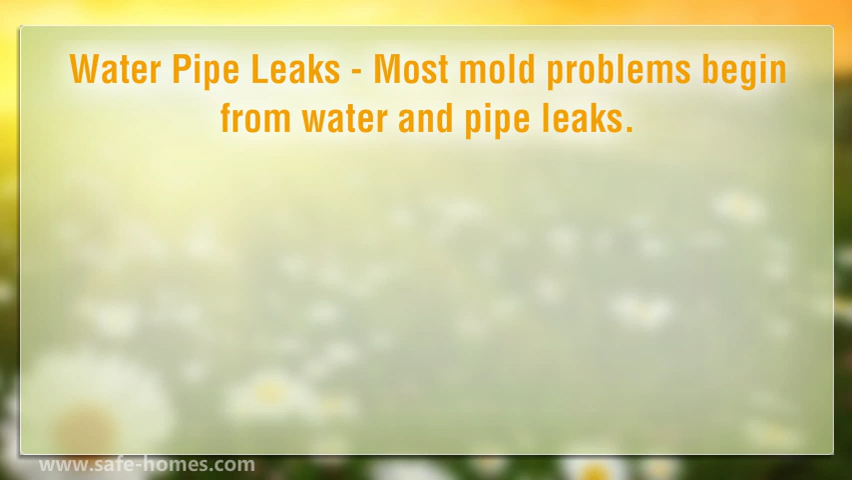 Water Pipe Leaks - Most mold problems begin
from water and pipe leaks.
www.safe-homes.com